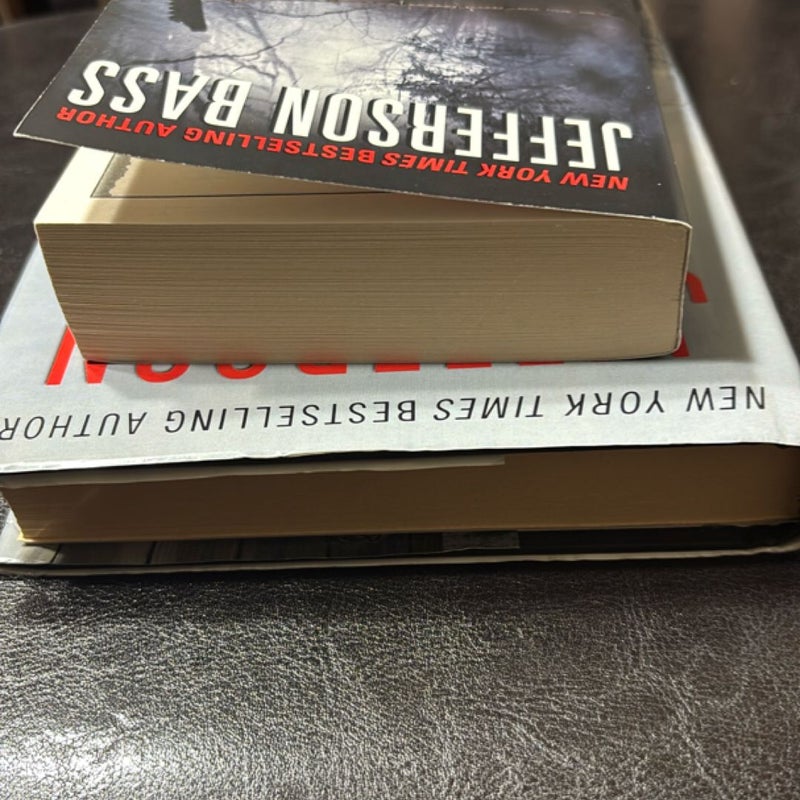 NEW YORK TIMES BESTSELLING AUTHOR
JEFFERSON BASS
NEW YORK TIMES BESTSELLING AUTHOR